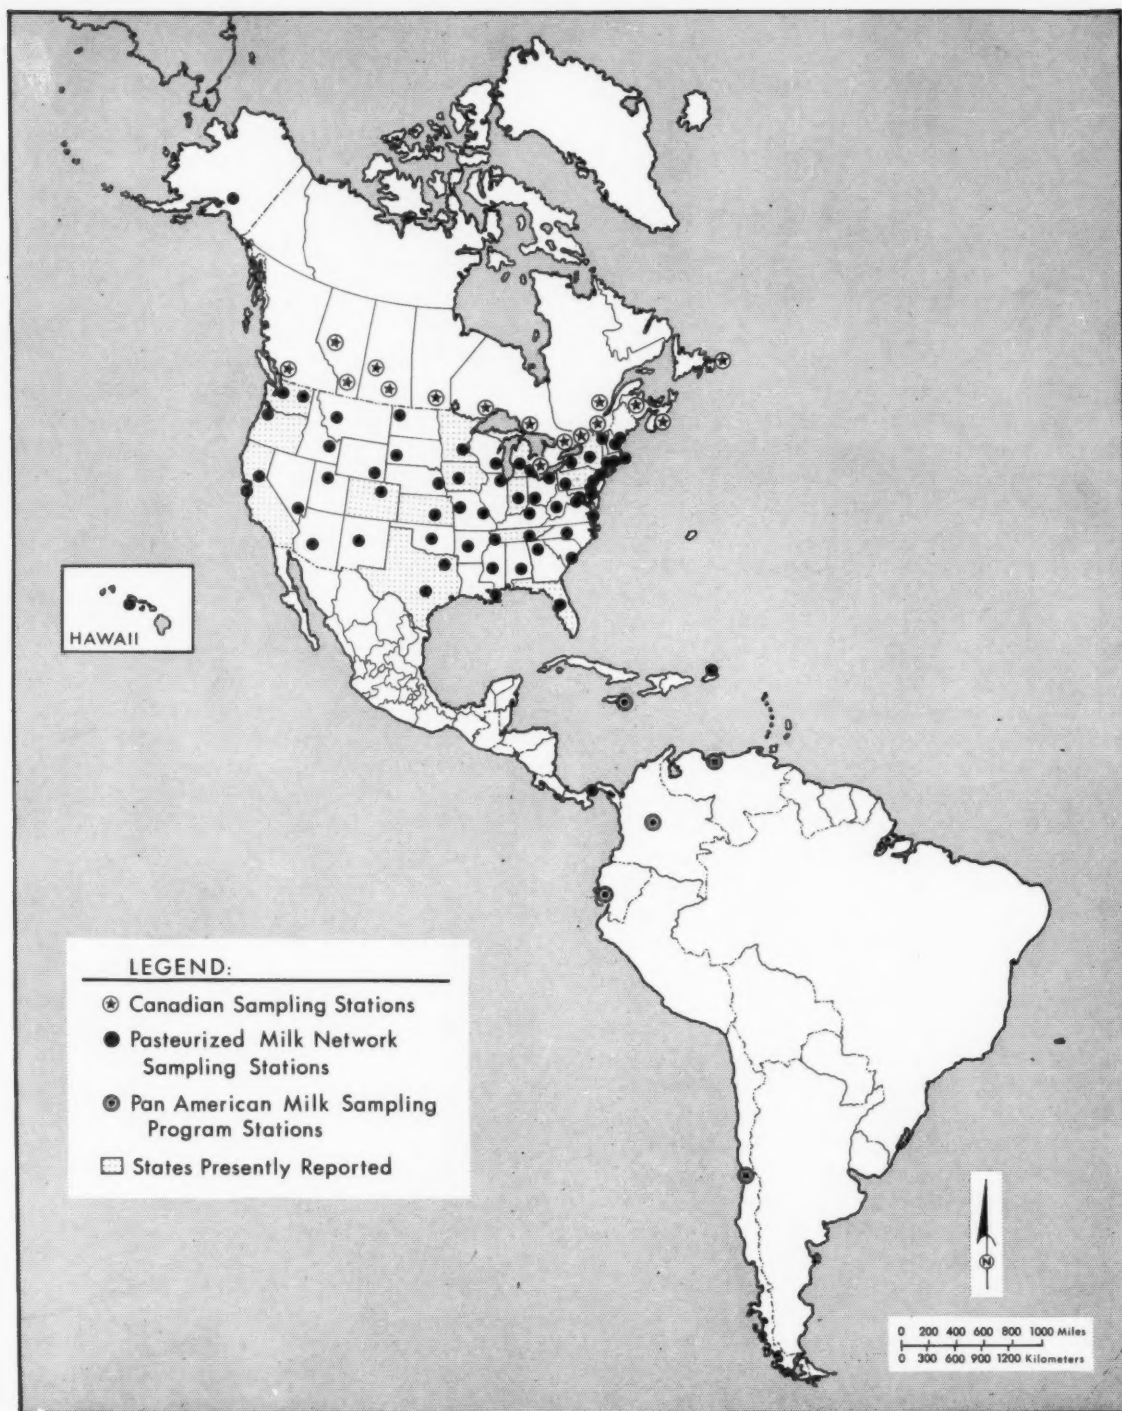 HAWAII
LEGEND:
Canadian Sampling Stations
Pasteurized Milk Network
Sampling Stations
Pan American Milk Sampling
Program Stations
States Presently Reported
N
0 200 400 600 800 1000 Miles
0 300 600 900 1200 Kilometers